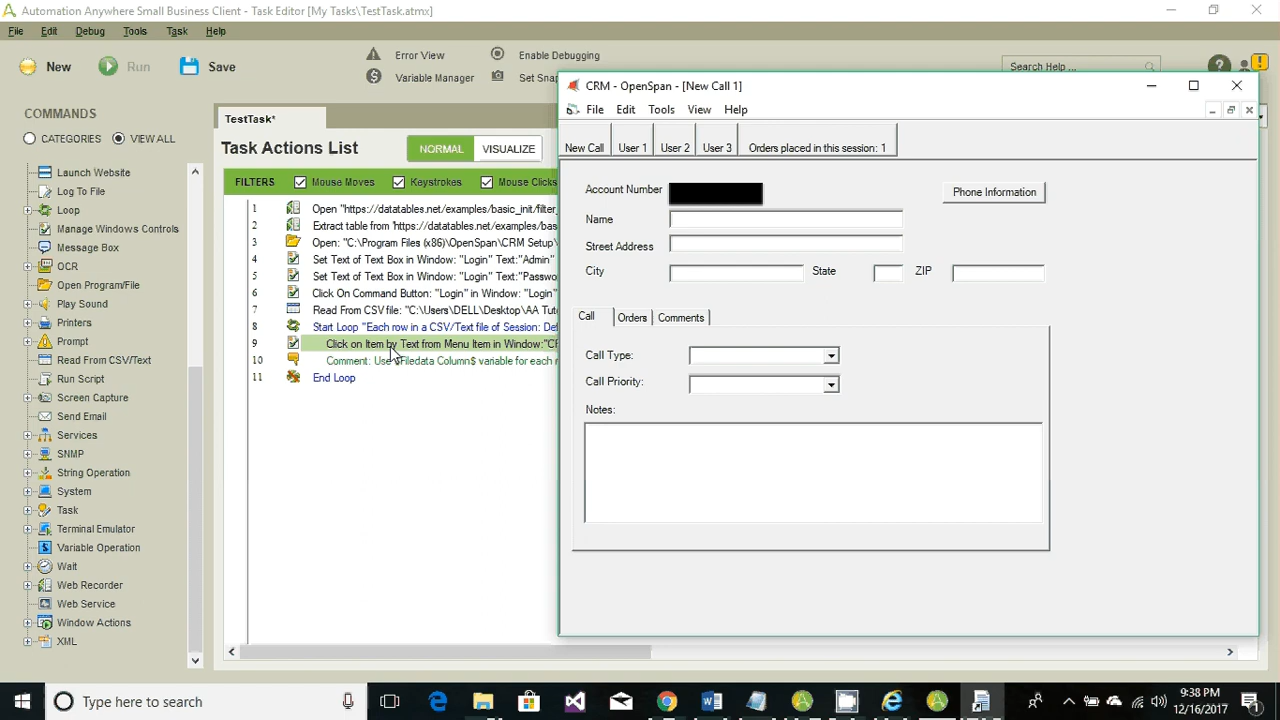 Automation Anywhere Small Business Client - Task Editor [My Tasks\TestTask.atmx]
File Edit Debug Tools Task Help
New Run Save
Error View
Variable Manager
Enable Debugging
Set Snap
Search Help ...
COMMANDS
CATEGORIES VIEW ALL
Launch Website
Log To File
Loop
Manage Windows Controls
Message Box
OCR
Open Program/File
Play Sound
Printers
Prompt
Read From CSV/Text
Run Script
Screen Capture
Send Email
Services
SNMP
String Operation
System
Task
Terminal Emulator
Variable Operation
Wait
Web Recorder
Web Service
Window Actions
XML
TestTask*
Task Actions List
NORMAL VISUALIZE
FILTERS Mouse Moves Keystrokes Mouse Clicks
1 Open "https://datatables.net/examples/basic_init/filter_
2 Extract table from "https://datatables.net/examples/bas
3 Open: "C:\Program Files (x86)\OpenSpan\CRM Setup\
4 Set Text of Text Box in Window: "Login" Text:"Admin"
5 Set Text of Text Box in Window: "Login" Text:"Passwo
6 Click On Command Button: "Login" in Window: "Login"
7 Read From CSV file: "C:\Users\DELL\Desktop\AA Tut
8 Start Loop "Each row in a CSV/Text file of Session: Def
9 Click on Item by Text from Menu Item in Window:"CR
10 Comment: Use $Filedata Column$ variable for each r
11 End Loop
CRM - OpenSpan - [New Call 1]
File Edit Tools View Help
New Call User 1 User 2 User 3 Orders placed in this session: 1
Account Number
Phone Information
Name
Street Address
City State ZIP
Call Orders Comments
Call Type:
Call Priority:
Notes:
Type here to search
9:38 PM
12/16/2017